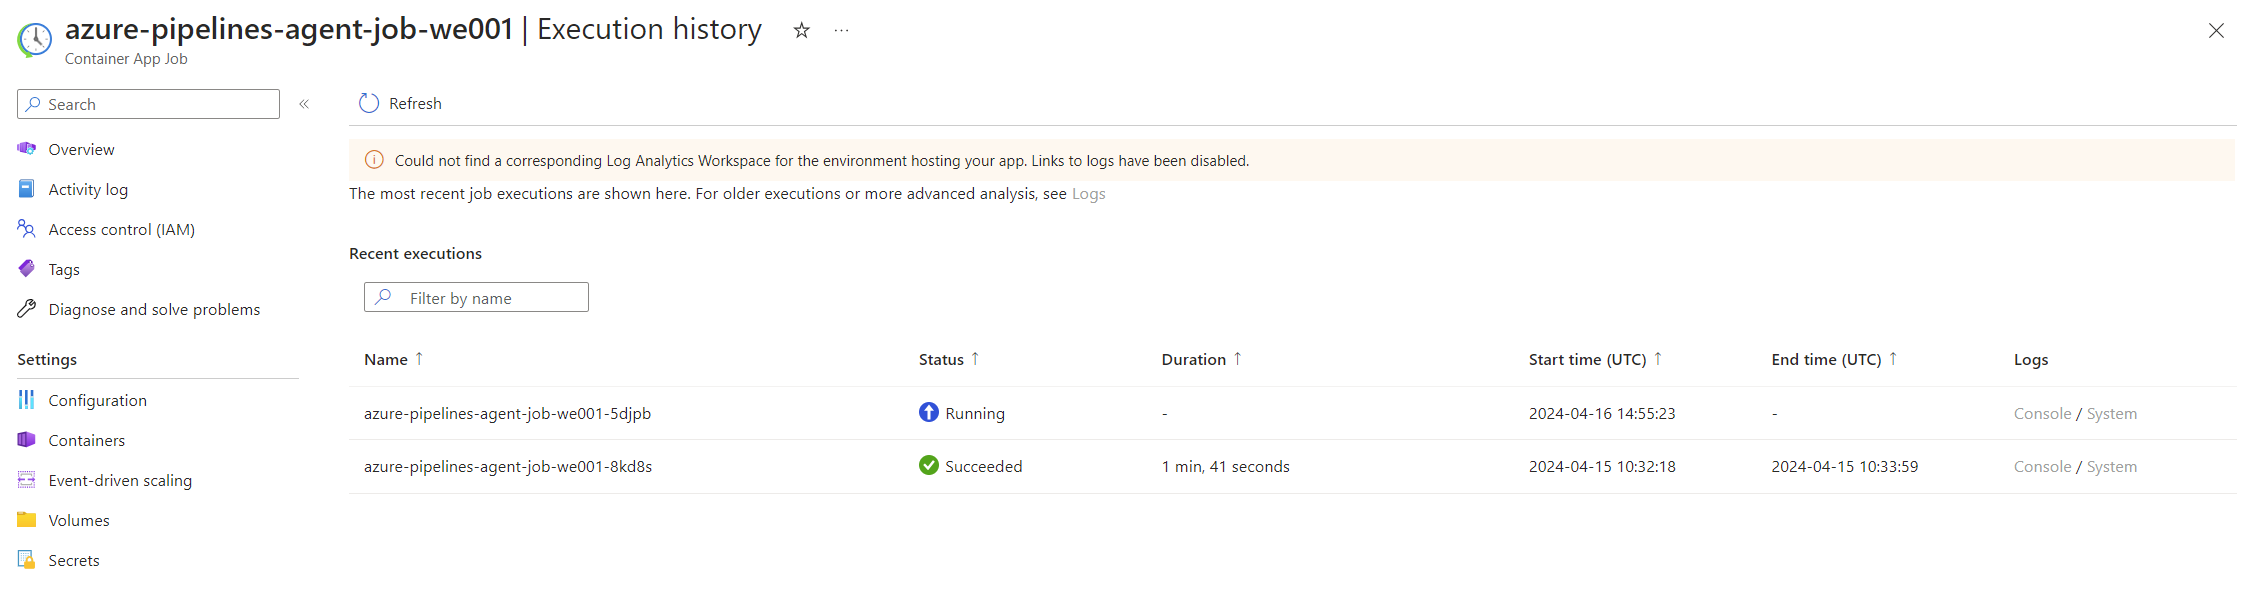 azure-pipelines-agent-job-we001 | Execution history
Container App Job
Search
Refresh
Overview
Activity log
Access control (IAM)
Tags
Diagnose and solve problems
Settings
Configuration
Containers
Event-driven scaling
Volumes
Secrets
Could not find a corresponding Log Analytics Workspace for the environment hosting your app. Links to logs have been disabled.
The most recent job executions are shown here. For older executions or more advanced analysis, see Logs
Recent executions
Filter by name
Name Status Duration Start time (UTC) End time (UTC) Logs
azure-pipelines-agent-job-we001-5djpb Running - 2024-04-16 14:55:23 - Console / System
azure-pipelines-agent-job-we001-8kd8s Succeeded 1 min, 41 seconds 2024-04-15 10:32:18 2024-04-15 10:33:59 Console / System